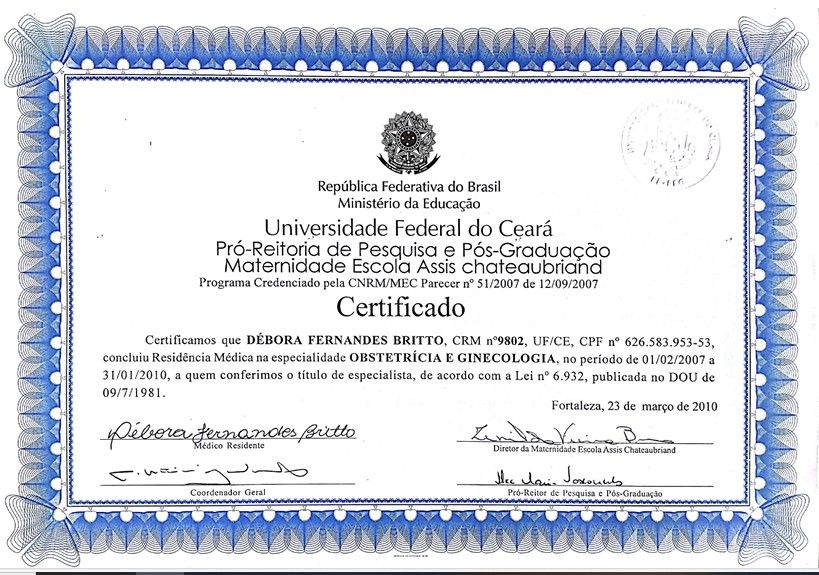 República Federativa do Brasil
Ministério da Educação
Universidade Federal do Ceará
Pró-Reitoria de Pesquisa e Pós-Graduação
Maternidade Escola Assis chateaubriand
Programa Credenciado pela CNRM/MEC Parecer nº 51/2007 de 12/09/2007
Certificado
Certificamos que DÉBORA FERNANDES BRITTO, CRM nº9802, UF/CE, CPF nº 626.583.953-53,
concluiu Residência Médica na especialidade OBSTETRÍCIA E GINECOLOGIA, no período de 01/02/2007 a
31/01/2010, a quem conferimos o título de especialista, de acordo com a Lei nº 6.932, publicada no DOU de
09/7/1981.
Fortaleza, 23 de março de 2010
Débora Fernandes Britto
Médico Residente
Diretor da Maternidade Escola Assis Chateaubriand
Coordenador Geral
Pró-Reitor de Pesquisa e Pós-Graduação